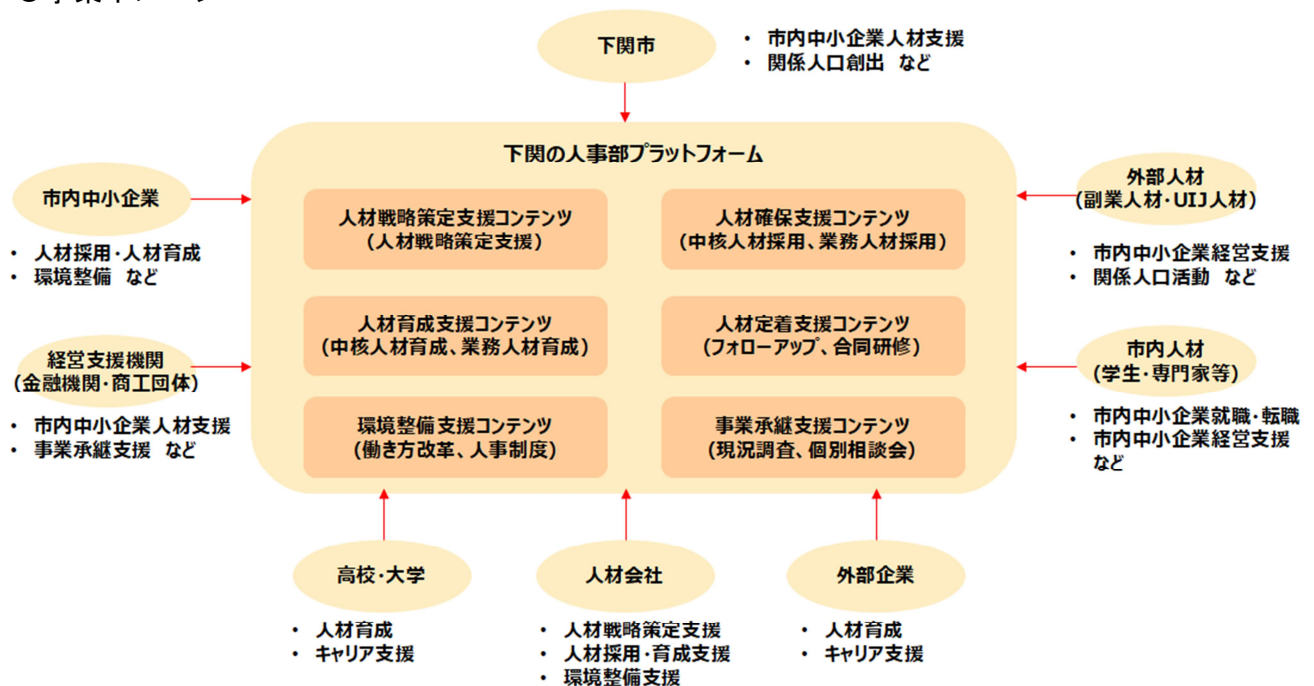 下関市
• 市内中小企業人材支援
• 関係人口創出 など
下関の人事部プラットフォーム
市内中小企業
• 人材採用・人材育成
• 環境整備 など
経営支援機関
(金融機関・商工団体)
• 市内中小企業人材支援
• 事業承継支援 など
人材戦略策定支援コンテンツ
(人材戦略策定支援)
人材確保支援コンテンツ
(中核人材採用、業務人材採用)
人材育成支援コンテンツ
(中核人材育成、業務人材育成)
人材定着支援コンテンツ
(フォローアップ、合同研修)
環境整備支援コンテンツ
(働き方改革、人事制度)
事業承継支援コンテンツ
(現況調査、個別相談会)
外部人材
(副業人材・UIJ人材)
• 市内中小企業経営支援
• 関係人口活動 など
市内人材
(学生・専門家等)
• 市内中小企業就職・転職
• 市内中小企業経営支援
など
高校・大学
• 人材育成
• キャリア支援
人材会社
• 人材戦略策定支援
• 人材採用・育成支援
• 環境整備支援
外部企業
• 人材育成
• キャリア支援